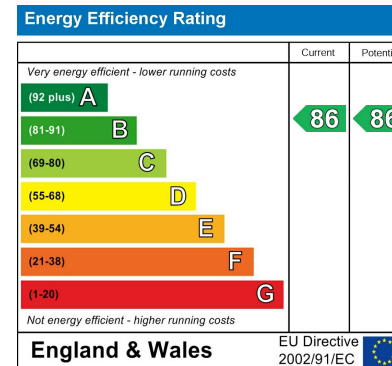 Energy Efficiency Rating
Current Potenti
Very energy efficient - lower running costs
(92 plus) A
(81-91) B
86 86
(69-80) C
(55-68) D
(39-54) E
(21-38) F
(1-20) G
Not energy efficient - higher running costs
England & Wales
EU Directive
2002/91/EC